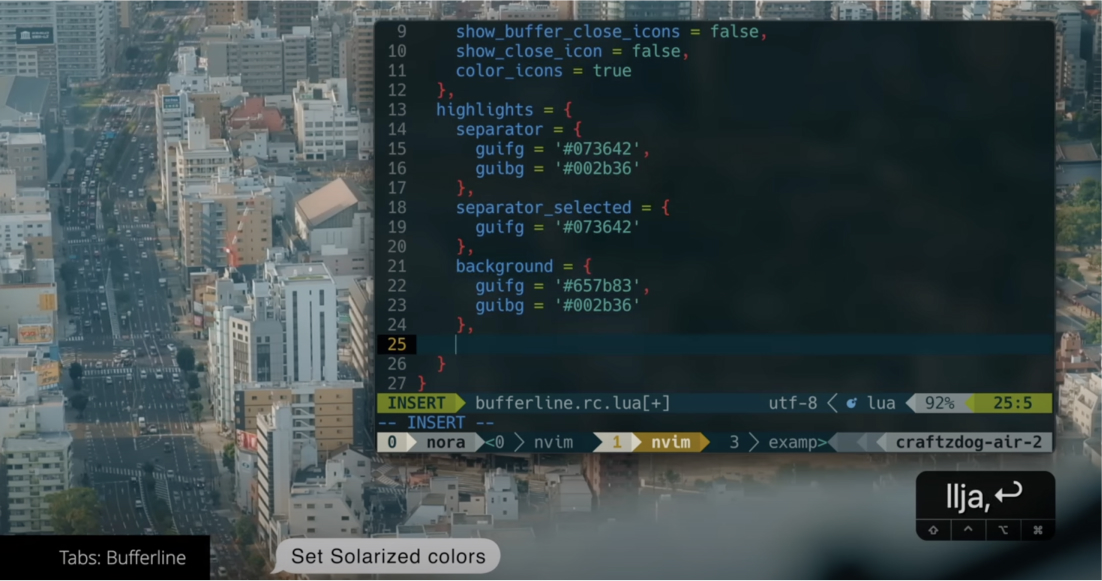 9 show_buffer_close_icons = false,
10 show_close_icon = false,
11 color_icons = true
12 },
13 highlights = {
14 separator = {
15 guifg = '#073642',
16 guibg = '#002b36'
17 },
18 separator_selected = {
19 guifg = '#073642'
20 },
21 background = {
22 guifg = '#657b83',
23 guibg = '#002b36'
24 },
25
26 }
27 }
INSERT bufferline.rc.lua[+] utf-8 lua 92% 25:5
-- INSERT --
0 nora <0 nvim 1 nvim 3 examp> craftzdog-air-2
llja,↩
⇧ ^ ⌥ ⌘
Tabs: Bufferline
Set Solarized colors